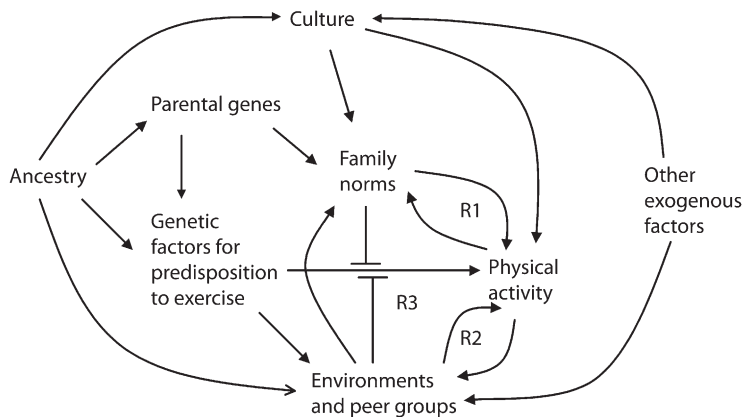 Culture
Parental genes
Ancestry
Family
norms
Other
exogenous
factors
R1
Genetic
factors for
predisposition
to exercise
Physical
activity
R3
R2
Environments
and peer groups